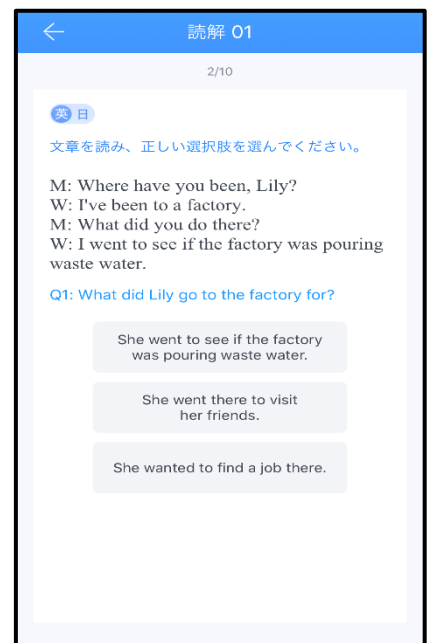 読解 01
2/10
英 日
文章を読み、正しい選択肢を選んでください。
M: Where have you been, Lily?
W: I've been to a factory.
M: What did you do there?
W: I went to see if the factory was pouring
waste water.
Q1: What did Lily go to the factory for?
She went to see if the factory
was pouring waste water.
She went there to visit
her friends.
She wanted to find a job there.